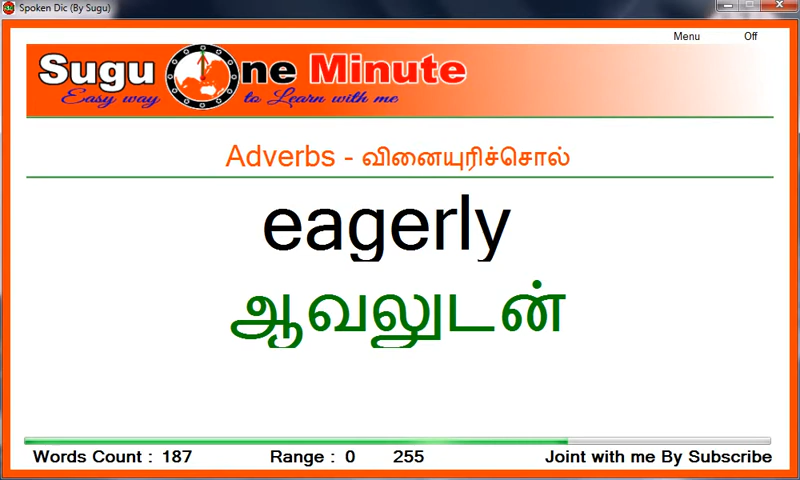 Spoken Dic (By Sugu)
Menu Off
Sugu One Minute
Easy way to Learn with me
Adverbs - வினையுரிச்சொல்
eagerly
ஆவலுடன்
Words Count : 187 Range : 0 255 Joint with me By Subscribe